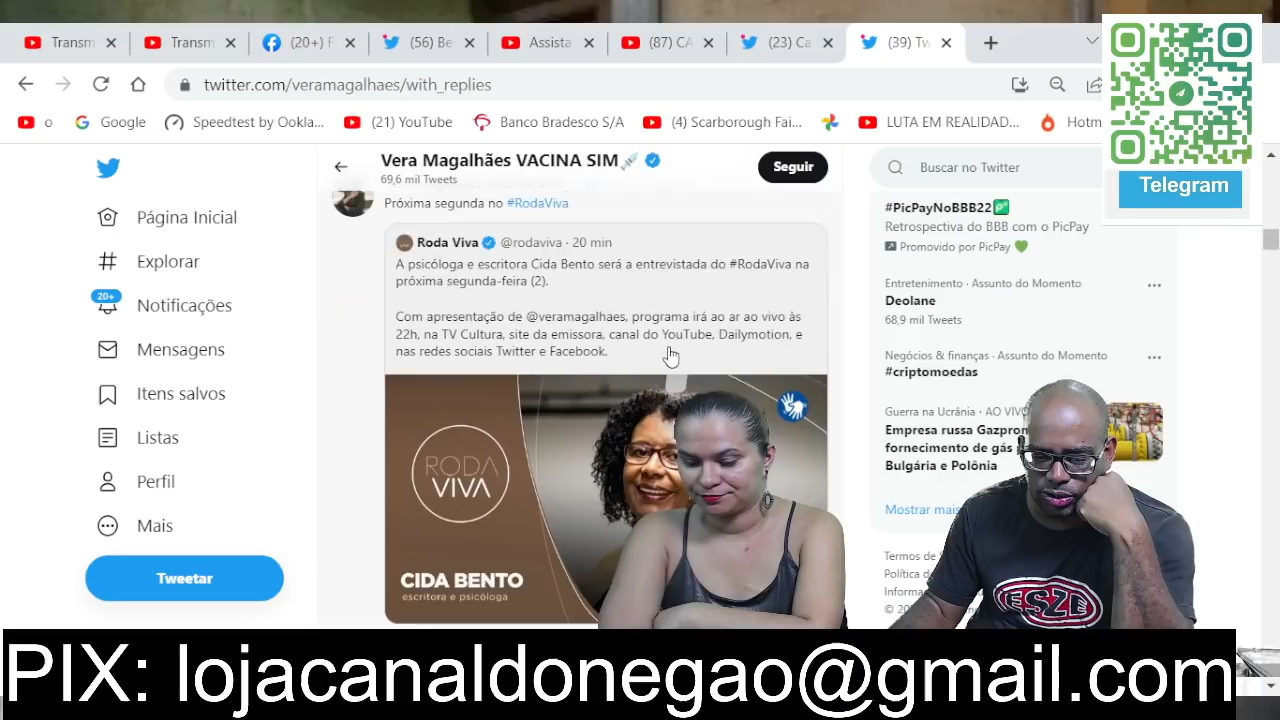 Transm
Transm
(20+) F
(56) Be
Assista
(87) CA
(23) Ca
(39) Tw
twitter.com/veramagalhaes/with_replies
o
Google
Speedtest by Ookla...
(21) YouTube
Banco Bradesco S/A
(4) Scarborough Fai...
LUTA EM REALIDAD...
Hotm
Telegram
Vera Magalhães VACINA SIM
69,6 mil Tweets
Seguir
Buscar no Twitter
Página Inicial
Explorar
20+
Notificações
Mensagens
Itens salvos
Listas
Perfil
Mais
Tweetar
Próxima segunda no #RodaViva
Roda Viva @rodaviva · 20 min
A psicóloga e escritora Cida Bento será a entrevistada do #RodaViva na
próxima segunda-feira (2).
Com apresentação de @veramagalhaes, programa irá ao ar ao vivo às
22h, na TV Cultura, site da emissora, canal do YouTube, Dailymotion, e
nas redes sociais Twitter e Facebook.
RODA
VIVA
CIDA BENTO
escritora e psicóloga
#PicPayNoBBB22
Retrospectiva do BBB com o PicPay
Promovido por PicPay
Entretenimento · Assunto do Momento
Deolane
68,9 mil Tweets
Negócios & finanças · Assunto do Momento
#criptomoedas
Guerra na Ucrânia · AO VIVO
Empresa russa Gazprom
fornecimento de gás
Bulgária e Polônia
Mostrar mais
Termos de
Política d
Informa
©
ESZE
PIX: lojacanaldonegao@gmail.com